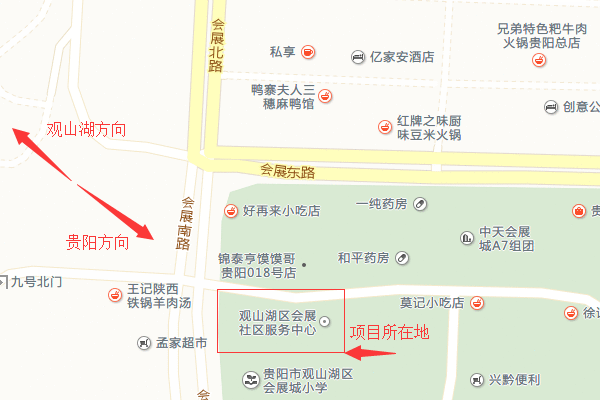 会展北路
私享
亿家安酒店
兄弟特色粑牛肉
火锅贵阳总店
鸭寨夫人三
穗麻鸭馆
红牌之味厨
味豆米火锅
创意公
观山湖方向
会展东路
会展南路
好再来小吃店
一纯药房
贵
贵阳方向
中天会展
城A7组团
锦泰亨馍馍哥
贵阳018号店
和平药房
九号北门
王记陕西
铁锅羊肉汤
观山湖区会展
社区服务中心
莫记小吃店
徐记
项目所在地
孟家超市
贵阳市观山湖区
会展城小学
兴黔便利
会